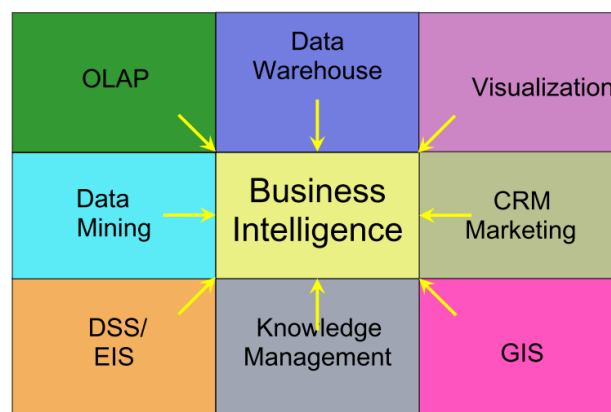 OLAP
Data
Warehouse
Visualization
Data
Mining
Business
Intelligence
CRM
Marketing
DSS/
EIS
Knowledge
Management
GIS